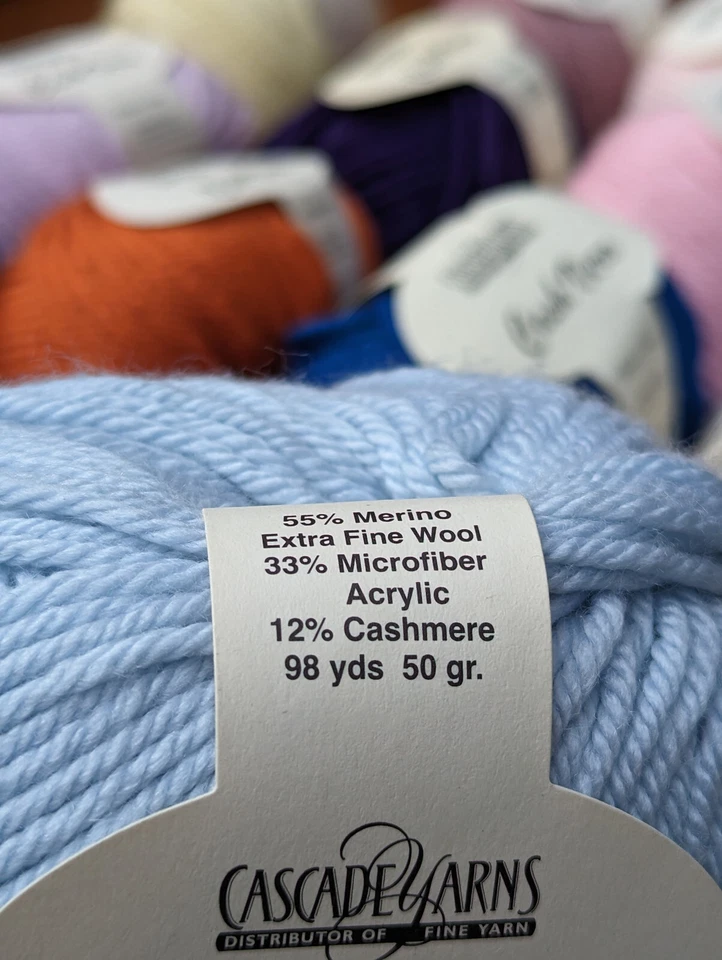 55% Merino
Extra Fine Wool
33% Microfiber
Acrylic
12% Cashmere
98 yds 50 gr.
CASCADE YARNS
DISTRIBUTOR OF FINE YARN